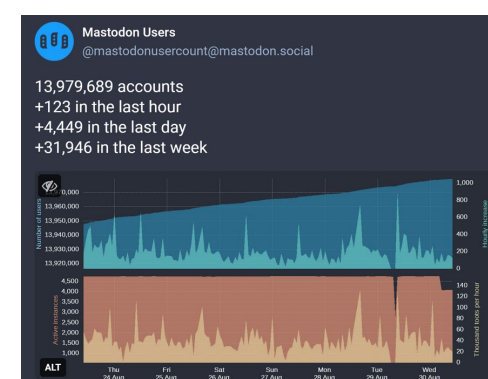 Mastodon Users
@mastodonusercount@mastodon.social
13,979,689 accounts
+123 in the last hour
+4,449 in the last day
+31,946 in the last week
Number of users
13,960,000
13,950,000
13,940,000
13,930,000
13,920,000
1,000
800
600
400
200
0
Hourly increase
Active Instances
4,500
4,000
3,500
3,000
2,500
2,000
1,500
1,000
140
120
100
80
60
40
20
0
Thousand toots per hour
ALT
Thu
24 Aug
Fri
25 Aug
Sat
26 Aug
Sun
27 Aug
Mon
28 Aug
Tue
29 Aug
Wed
30 Aug